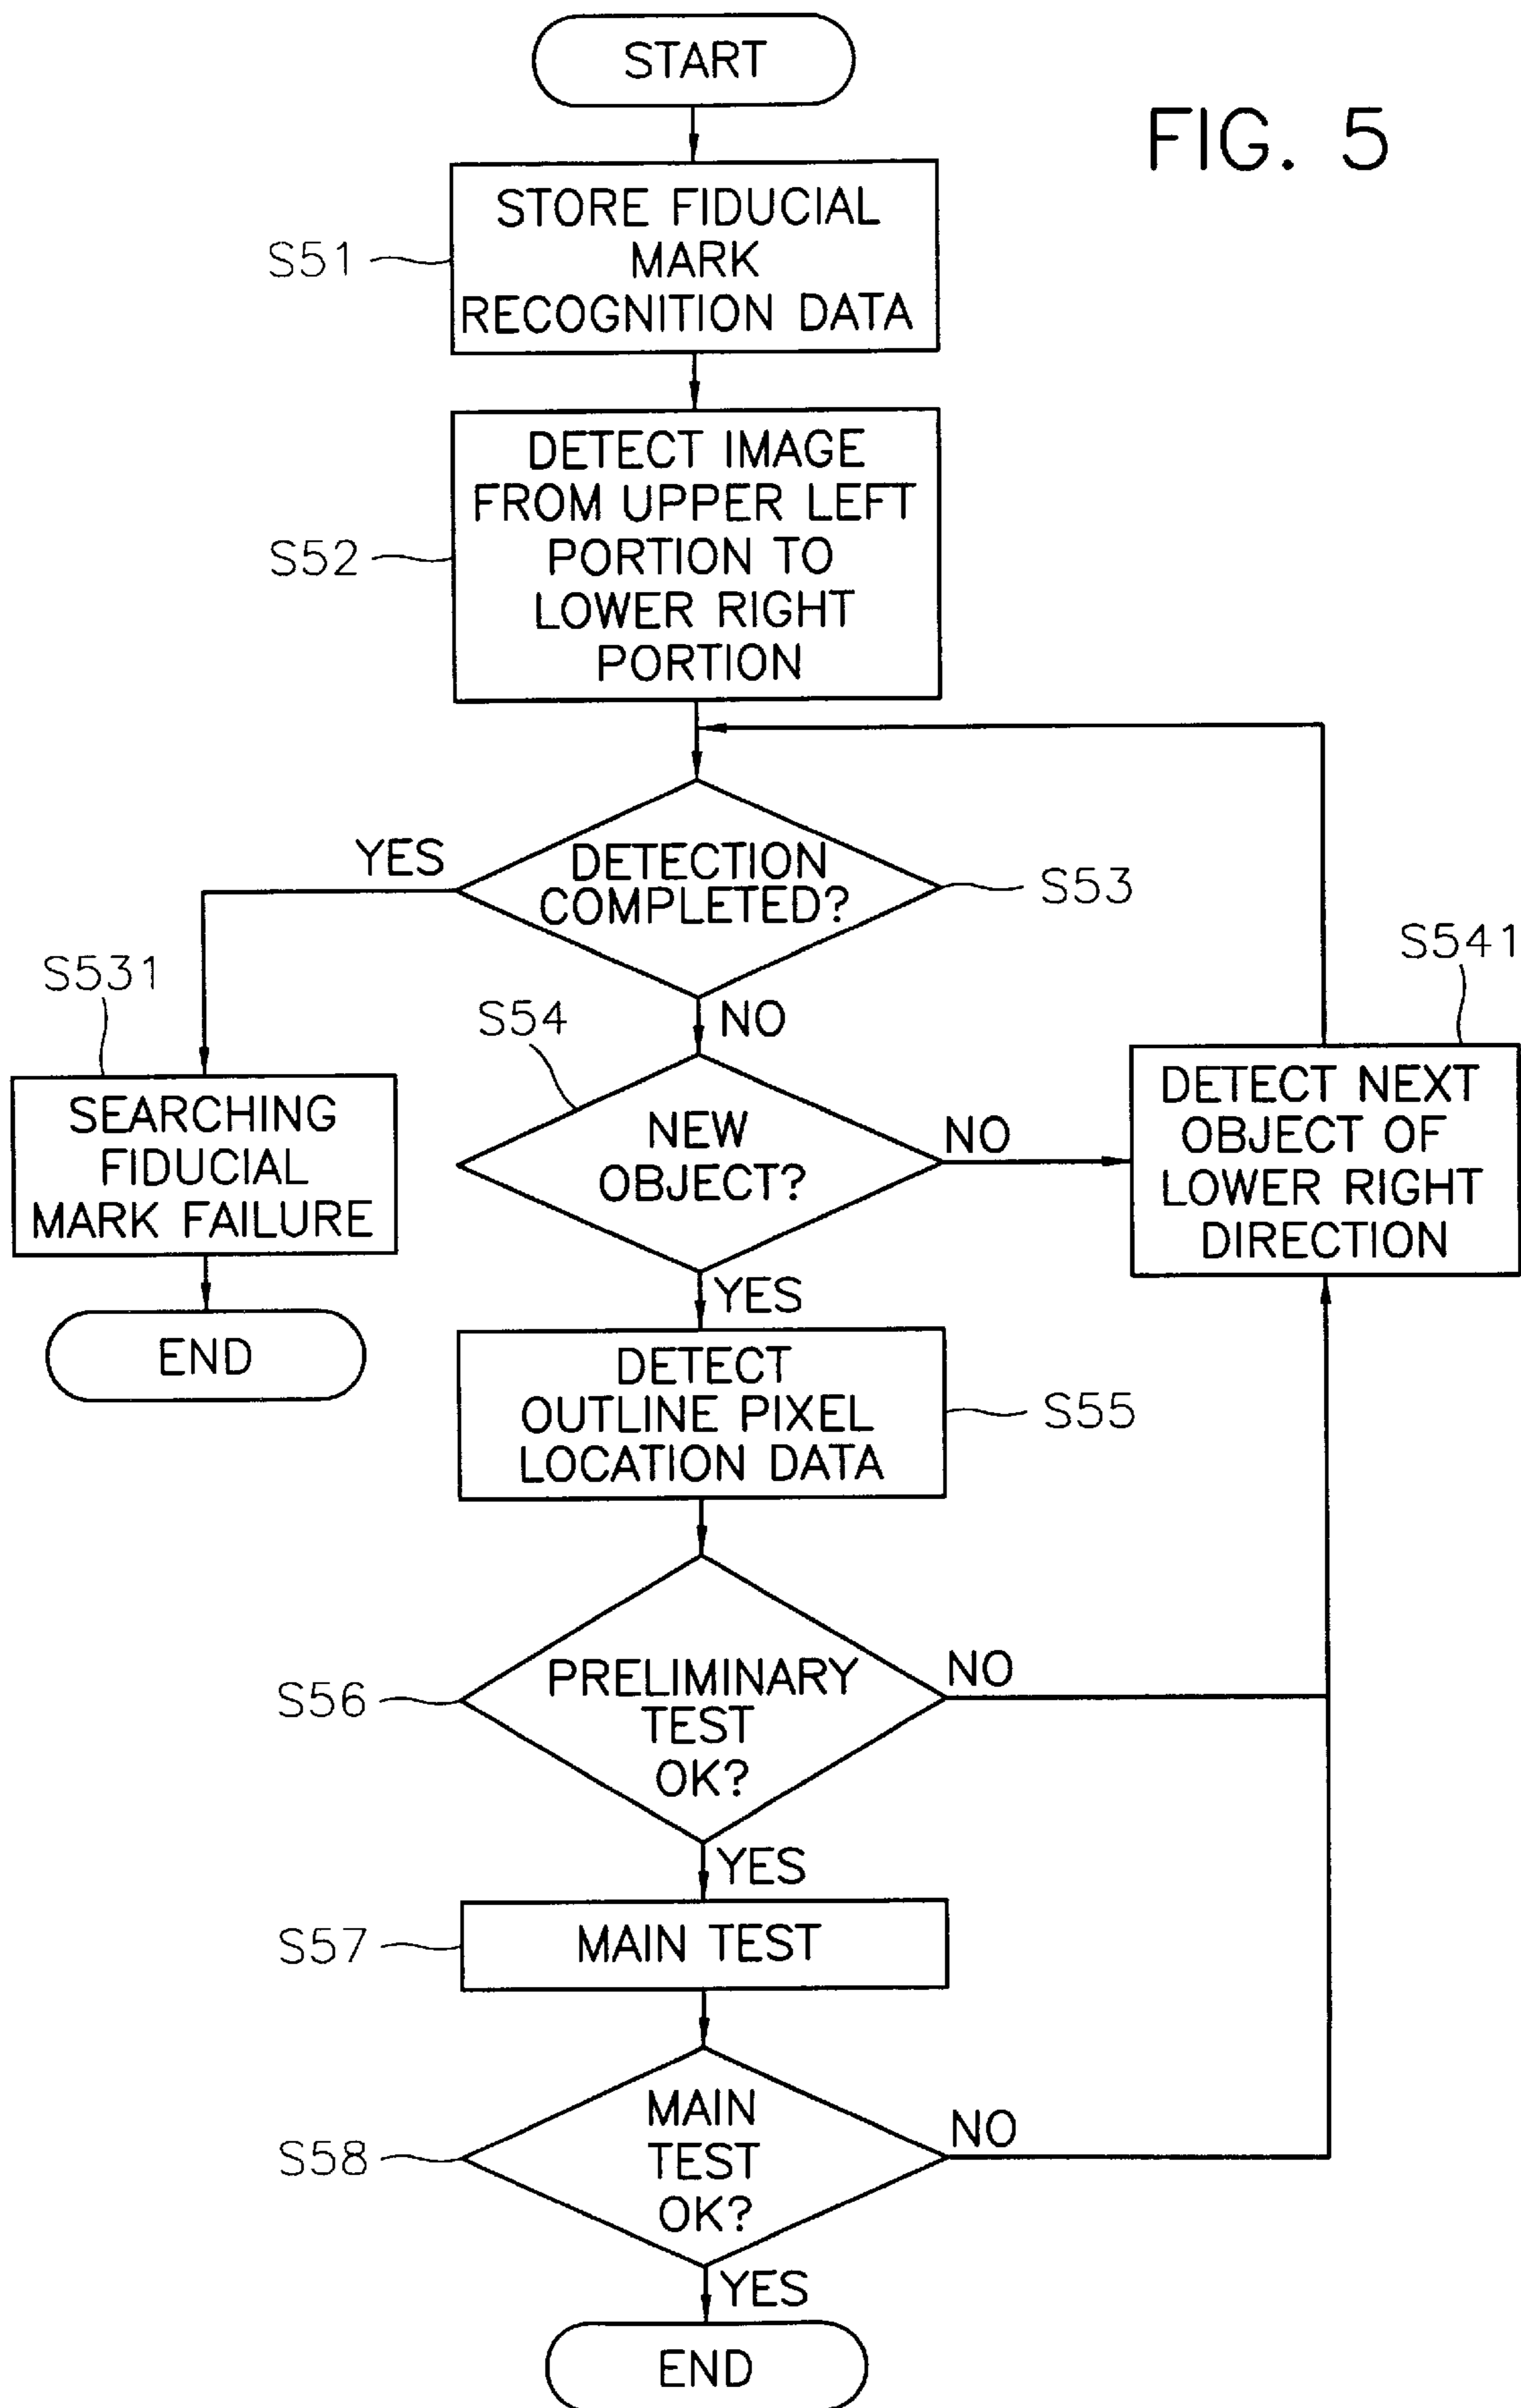 START
FIG. 5
STORE FIDUCIAL
MARK
RECOGNITION DATA
S51
DETECT IMAGE
FROM UPPER LEFT
PORTION TO
LOWER RIGHT
PORTION
S52
YES
DETECTION
COMPLETED?
S53
S531
S54
NO
S541
SEARCHING
FIDUCIAL
MARK FAILURE
NEW
OBJECT?
NO
DETECT NEXT
OBJECT OF
LOWER RIGHT
DIRECTION
YES
END
DETECT
OUTLINE PIXEL
LOCATION DATA
S55
S56
PRELIMINARY
TEST
OK?
NO
YES
S57
MAIN TEST
S58
MAIN
TEST
OK?
NO
YES
END